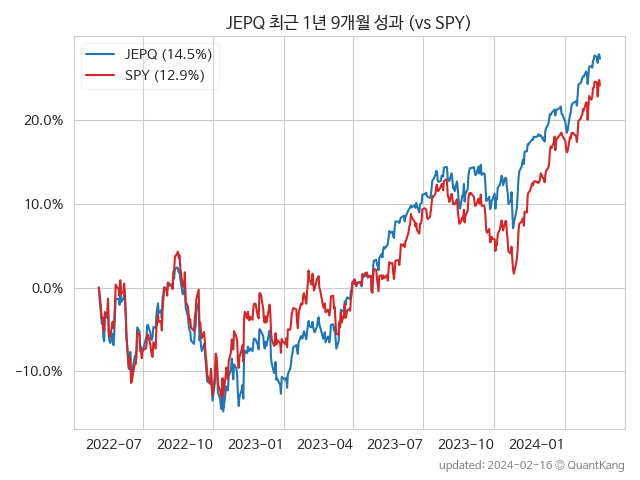 JEPQ 최근 1년 9개월 성과 (vs SPY)
JEPQ (14.5%)
SPY (12.9%)
20.0%
10.0%
0.0%
−10.0%
2022-07 2022-10 2023-01 2023-04 2023-07 2023-10 2024-01
updated: 2024-02-16 © QuantKang